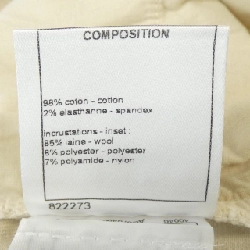 COMPOSITION
98% coton - cotton
2% elasthanne - spandex
Incrustations - inset :
85% laine - wool
8% polyester - polyester
7% polyamide - nylon
822273